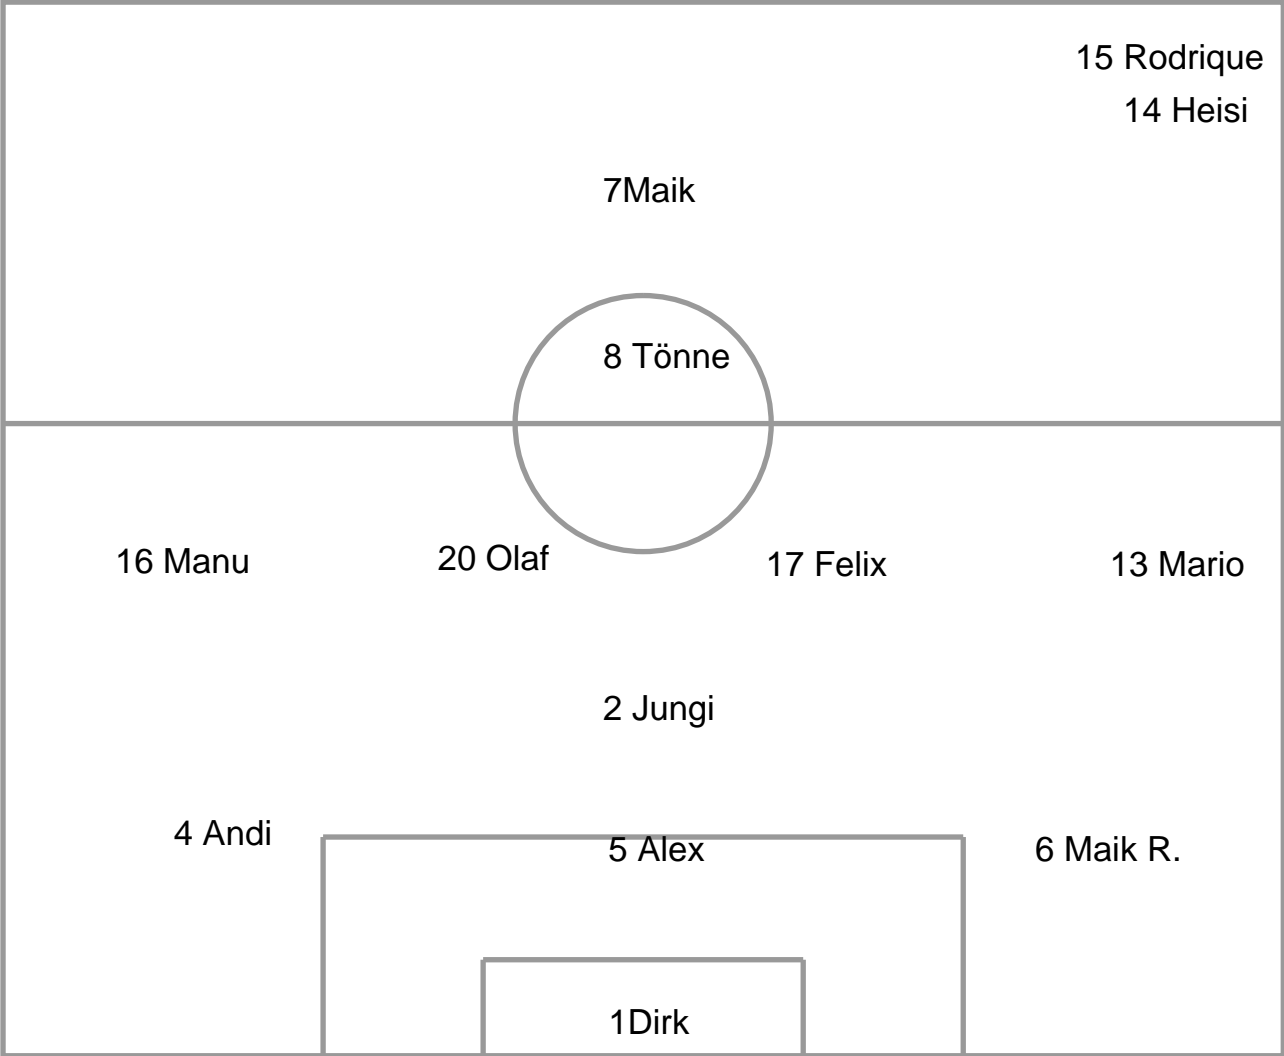 15 Rodrique
14 Heisi
7Maik
8 Tönne
16 Manu
20 Olaf
17 Felix
13 Mario
2 Jungi
4 Andi
5 Alex
6 Maik R.
1Dirk